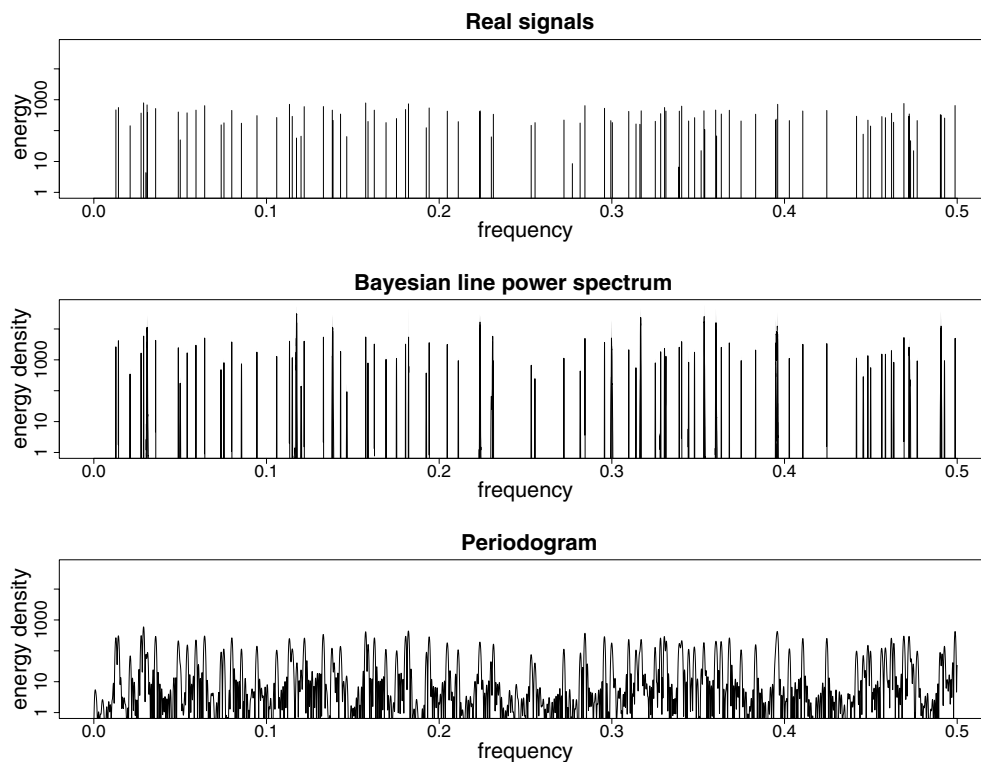 Real signals
energy
1000
10
1
0.0 0.1 0.2 0.3 0.4 0.5
frequency
Bayesian line power spectrum
energy density
1000
10
1
0.0 0.1 0.2 0.3 0.4 0.5
frequency
Periodogram
energy density
1000
10
1
0.0 0.1 0.2 0.3 0.4 0.5
frequency